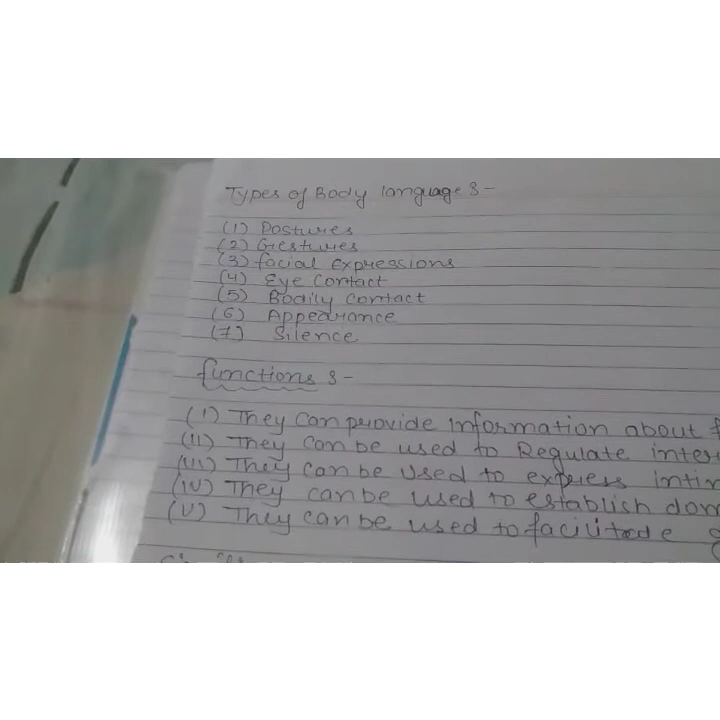 Types of Body language :-
(1) Postures
(2) Gestures
(3) facial Expressions
(4) Eye Contact
(5) Bodily Contact
(6) Appearance
(7) Silence
functions :-
(I) They can provide information about
(II) They can be used to Regulate
(III) They can be used to express
(IV) They can be used to establish
(V) They can be used to facilitade